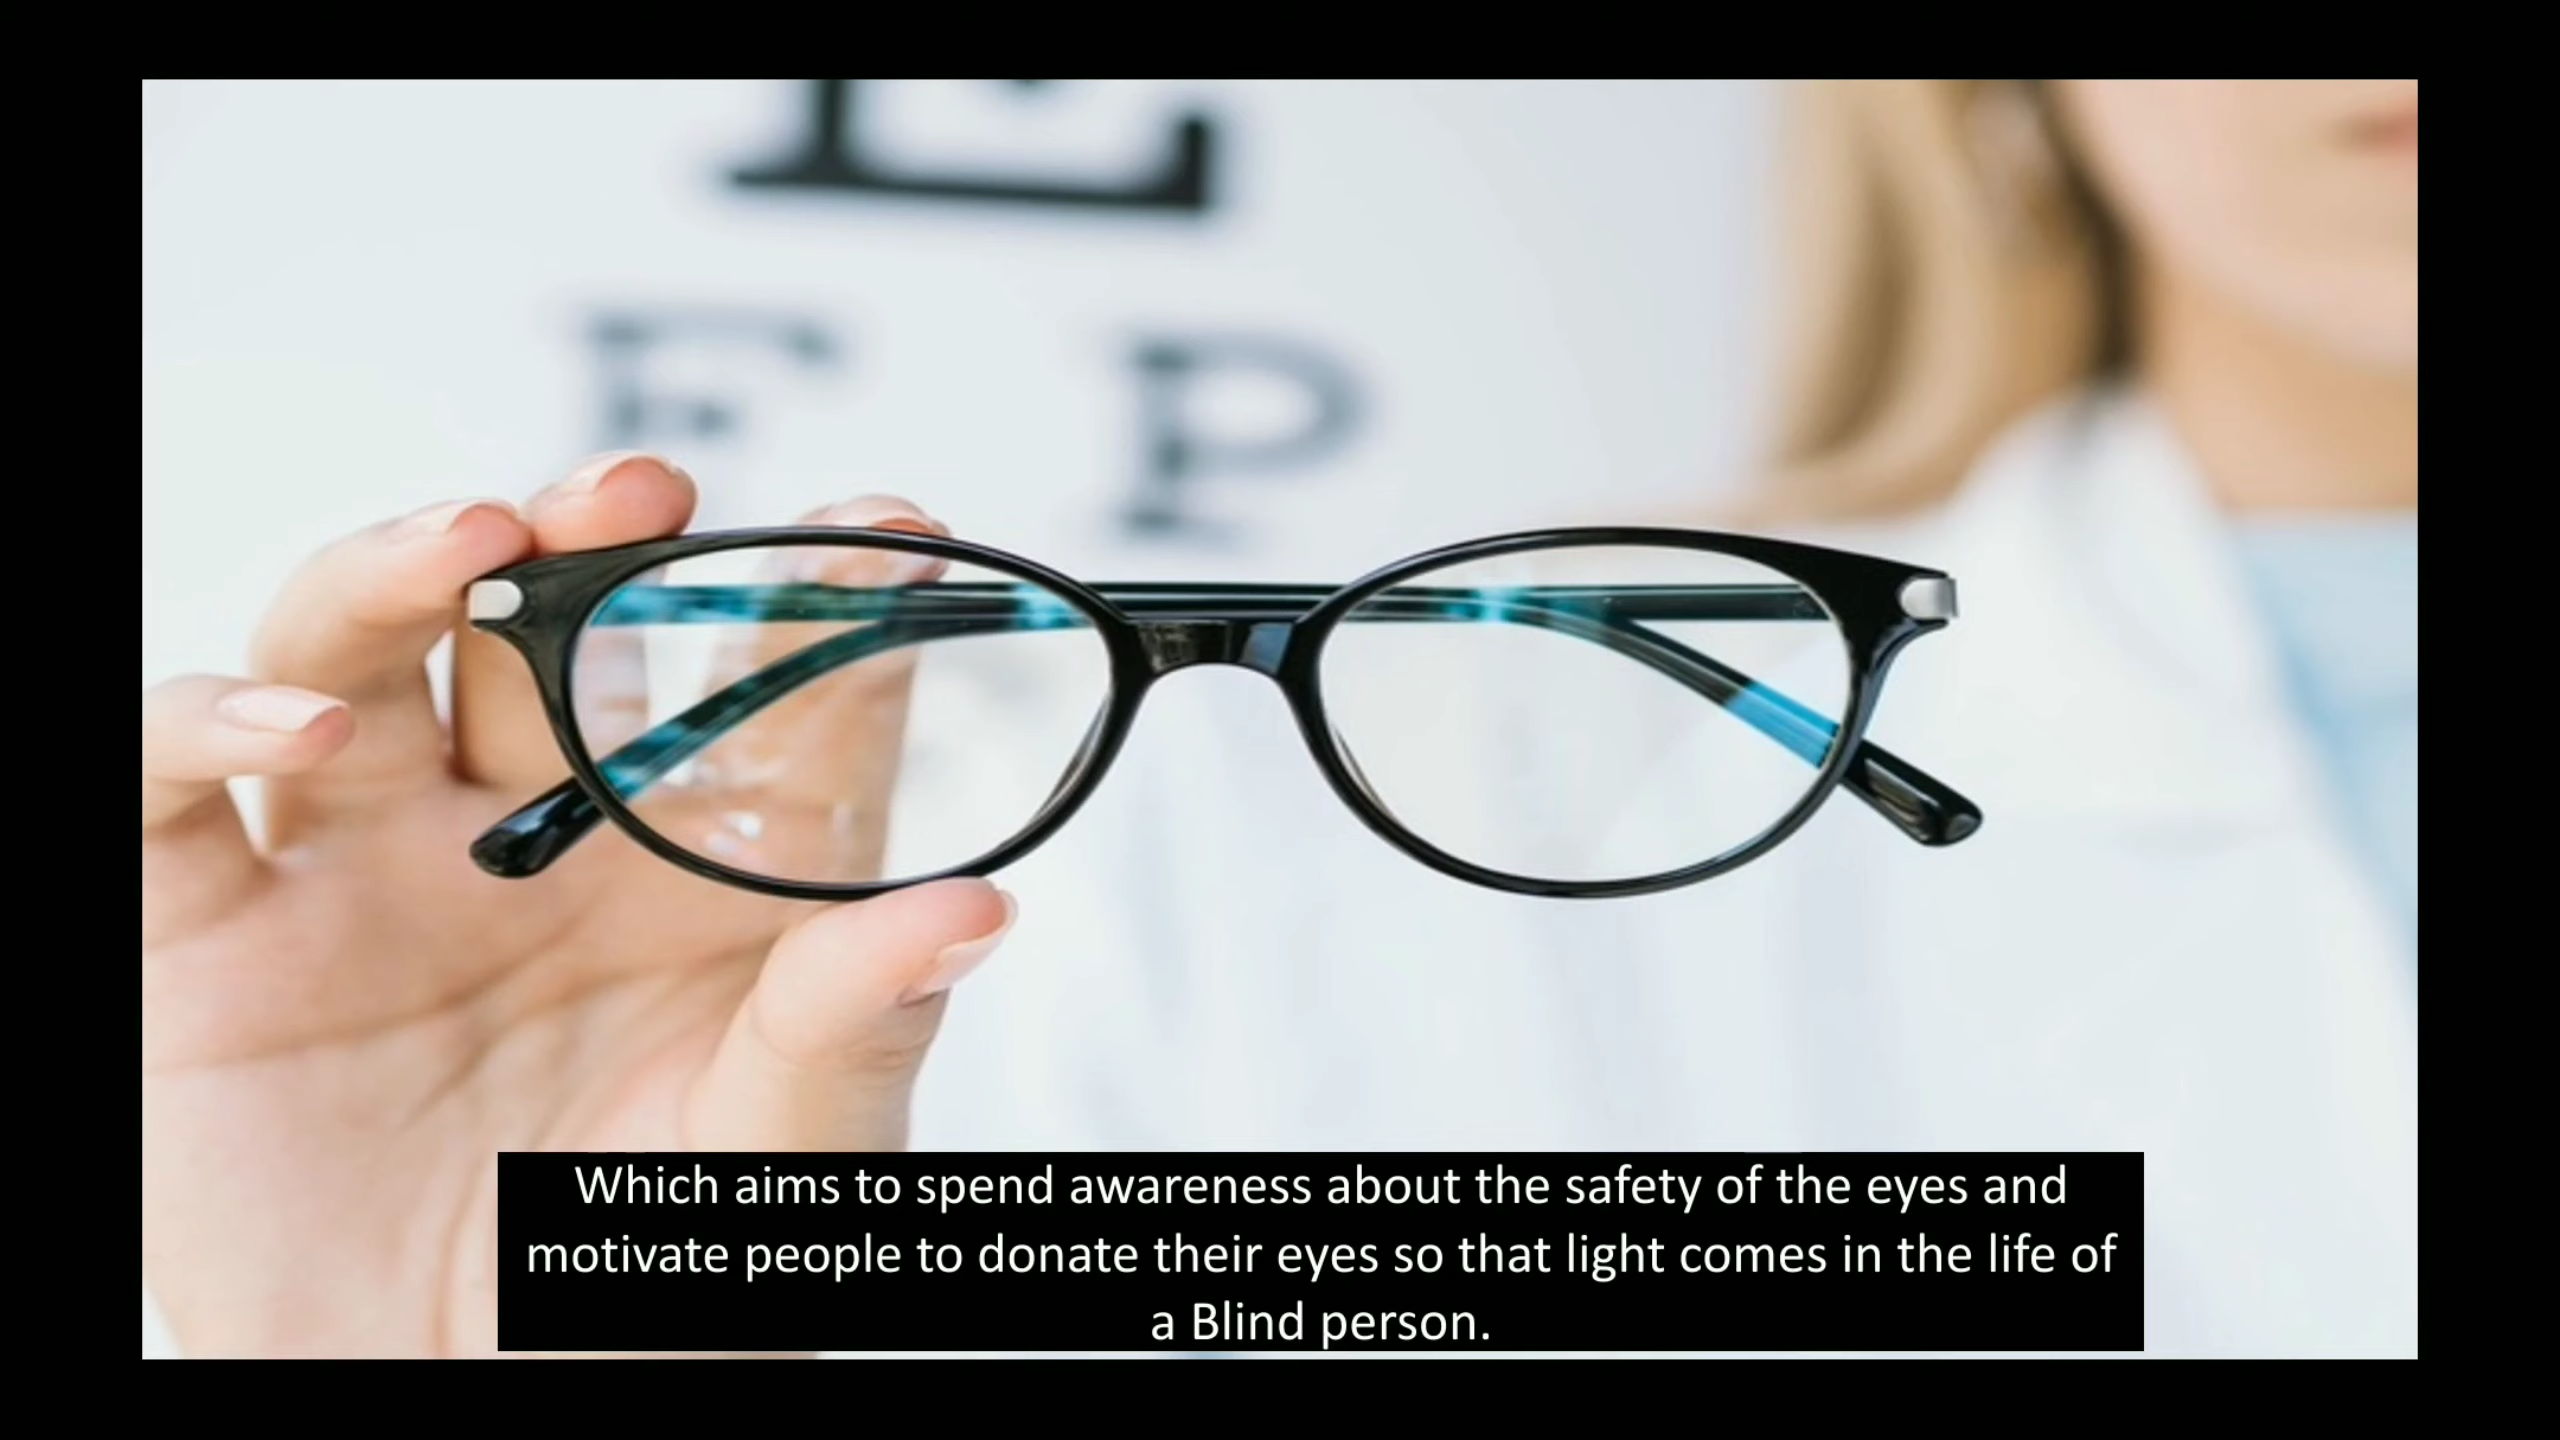 E
F P
Which aims to spend awareness about the safety of the eyes and
motivate people to donate their eyes so that light comes in the life of
a Blind person.